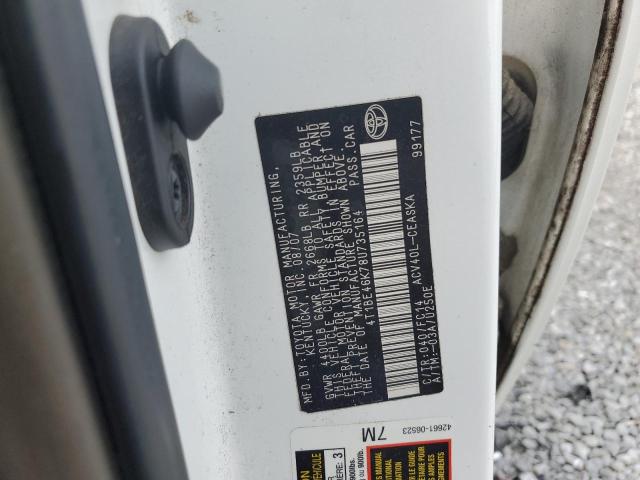 MFD. BY: TOYOTA MOTOR MANUFACTURING,
KENTUCKY, INC. 08/07
GVWR 4400LB GAWR FR 2668LB RR 2359LB
THIS VEHICLE CONFORMS TO ALL APPLICABLE
FEDERAL MOTOR VEHICLE SAFETY, BUMPER, AND
THEFT PREVENTION STANDARDS IN EFFECT ON
THE DATE OF MANUFACTURE SHOWN ABOVE.
4T1BE46K78U735164 PASS.CAR
C/TR:040/FC14 ACV40L-CEASKA
A/TM:-03A/U250E 99177
42661-06523
7M